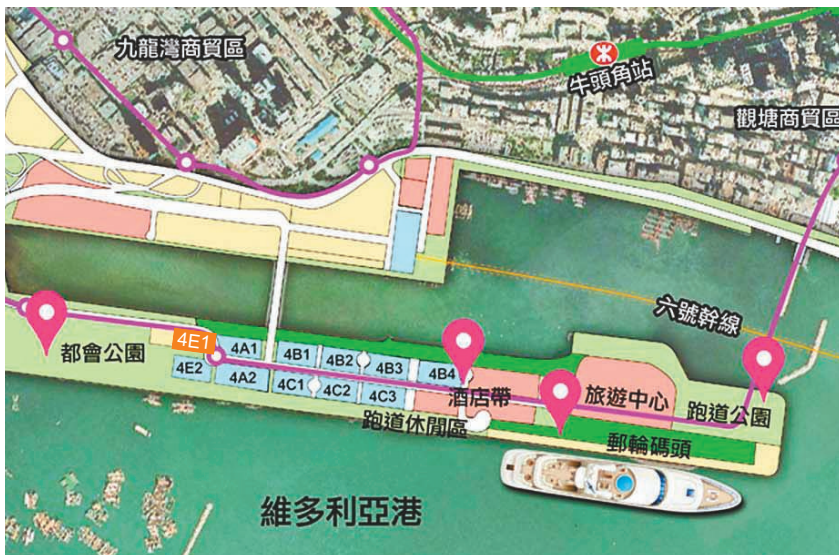 九龍灣商貿區
牛頭角站
觀塘商貿區
六號幹線
都會公園
4E1
4A1
4B1
4B2
4B3
4B4
4E2
4A2
4C1
4C2
4C3
酒店帶
旅遊中心
跑道公園
跑道休閒區
郵輪碼頭
維多利亞港